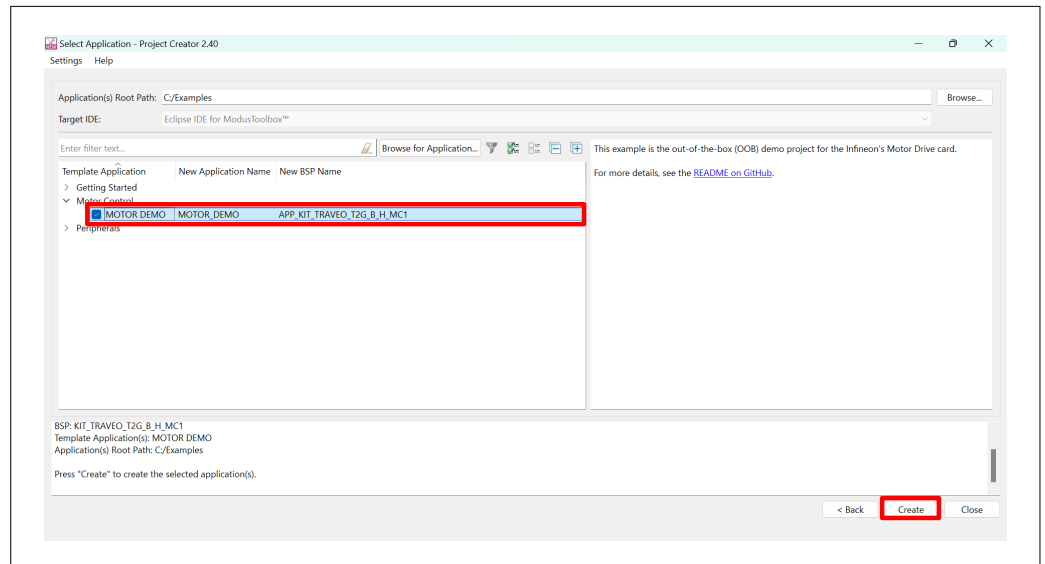 Select Application - Project Creator 2.40
Settings Help
Application(s) Root Path: C:/Examples Browse...
Target IDE: Eclipse IDE for ModusToolbox™
Enter filter text... Browse for Application...
This example is the out-of-the-box (OOB) demo project for the Infineon's Motor Drive card.
Template Application New Application Name New BSP Name
For more details, see the README on GitHub.
Getting Started
Motor Control
MOTOR DEMO MOTOR_DEMO APP_KIT_TRAVEO_T2G_B_H_MC1
Peripherals
BSP: KIT_TRAVEO_T2G_B_H_MC1
Template Application(s): MOTOR DEMO
Application(s) Root Path: C:/Examples
Press "Create" to create the selected application(s).
< Back Create Close